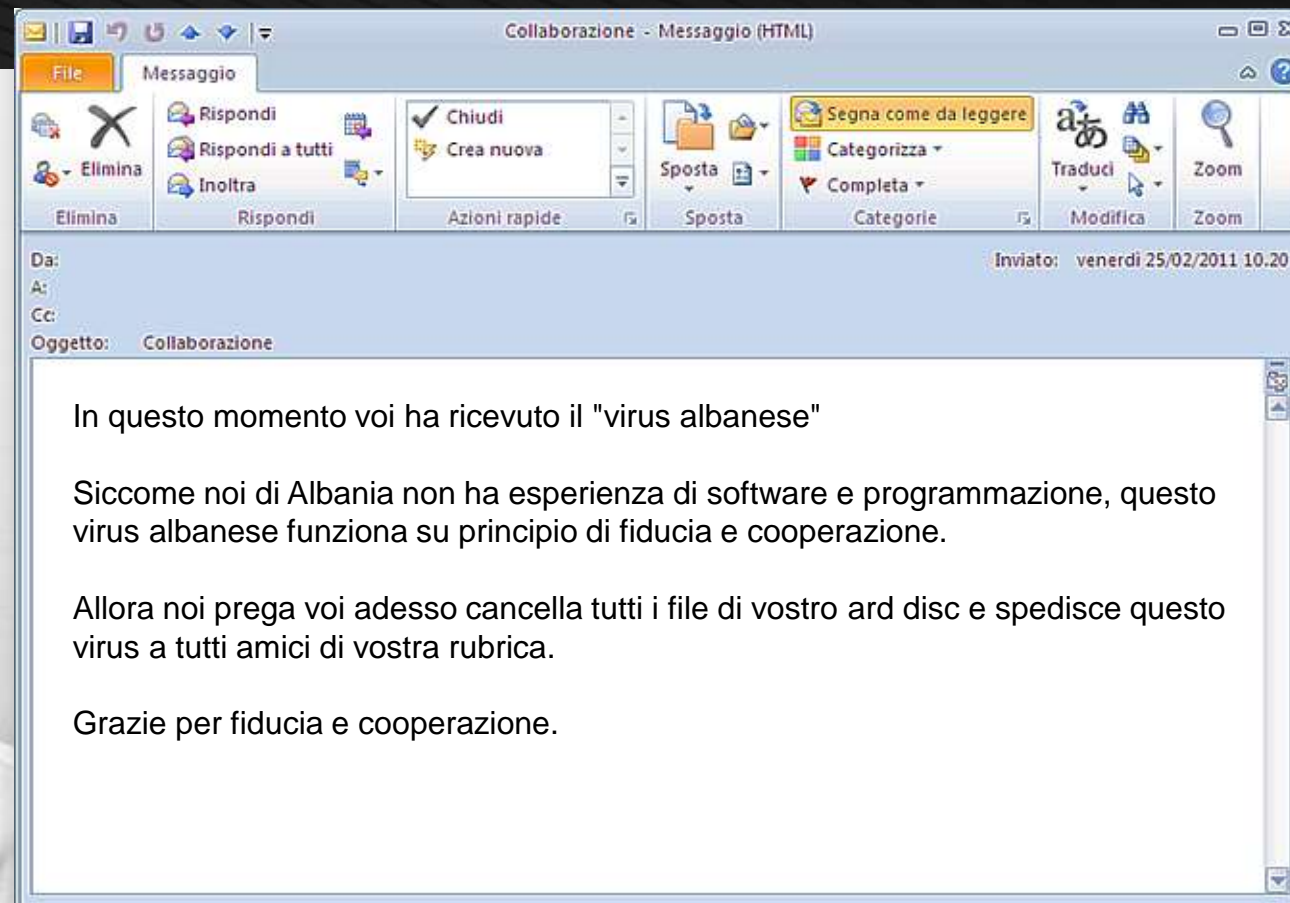 Collaborazione - Messaggio (HTML)
File
Messaggio
Elimina
Rispondi
Rispondi a tutti
Inoltra
Chiudi
Crea nuova
Sposta
Segna come da leggere
Categorizza
Completa
Traduci
Zoom
Elimina
Rispondi
Azioni rapide
Sposta
Categorie
Modifica
Zoom
Da:
Inviato: venerdì 25/02/2011 10.20
A:
Cc:
Oggetto: Collaborazione
In questo momento voi ha ricevuto il "virus albanese"
Siccome noi di Albania non ha esperienza di software e programmazione, questo
virus albanese funziona su principio di fiducia e cooperazione.
Allora noi prega voi adesso cancella tutti i file di vostro ard disc e spedisce questo
virus a tutti amici di vostra rubrica.
Grazie per fiducia e cooperazione.